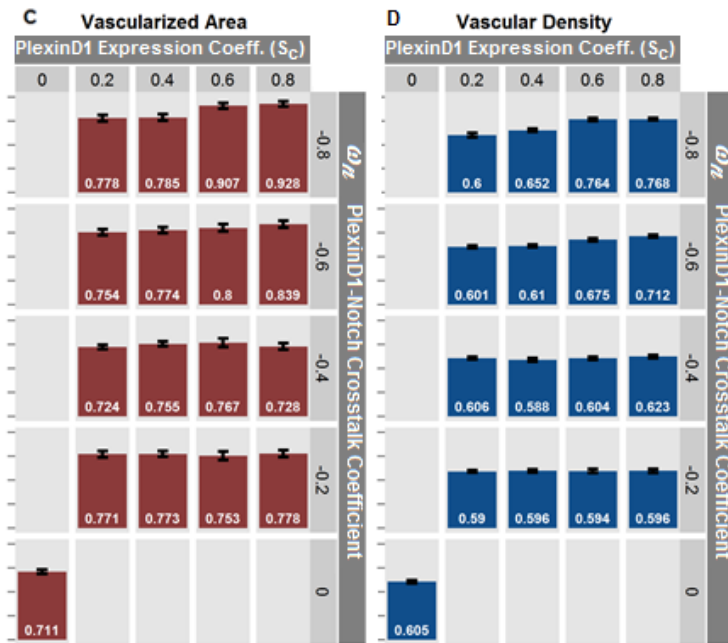 C Vascularized Area
PlexinD1 Expression Coeff. (S_C)
0 0.2 0.4 0.6 0.8
0.778 0.785 0.907 0.928
-0.8
0.754 0.774 0.8 0.839
-0.6
0.724 0.755 0.767 0.728
-0.4
0.771 0.773 0.753 0.778
-0.2
0.711
0
ω_n PlexinD1-Notch Crosstalk Coefficient
D Vascular Density
PlexinD1 Expression Coeff. (S_C)
0 0.2 0.4 0.6 0.8
0.6 0.652 0.764 0.768
-0.8
0.601 0.61 0.675 0.712
-0.6
0.606 0.588 0.604 0.623
-0.4
0.59 0.596 0.594 0.596
-0.2
0.605
0
ω_n PlexinD1-Notch Crosstalk Coefficient